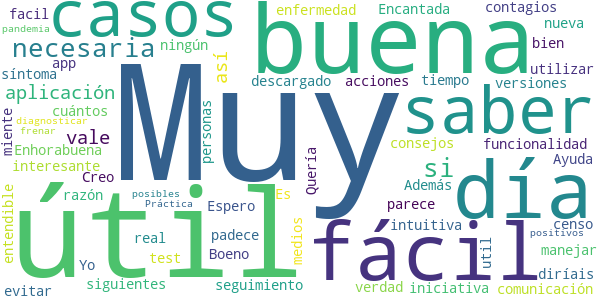 facil
casos
enfermedad
Encantada
contagios
pandemia
buena
nueva
necesaria
ningún
bien
síntoma
app
así
descargado
acciones
tiempo
utilizar
versiones
aplicación
Muy
saber
miente
cuántos
personas
diagnosticar
frenar
vale
Enhorabuena
consejos
funcionalidad
interesante
Creo
Quería
si
día
Ayuda
Además
entendible
útil
razón
posibles
Práctica
Es
parece
censo
Yo
real
padece
Espero
medios
fácil
intuitiva
util
positivos
test
Boeno
verdad
manejar
diríais
evitar
siguientes
seguimiento
iniciativa
comunicación